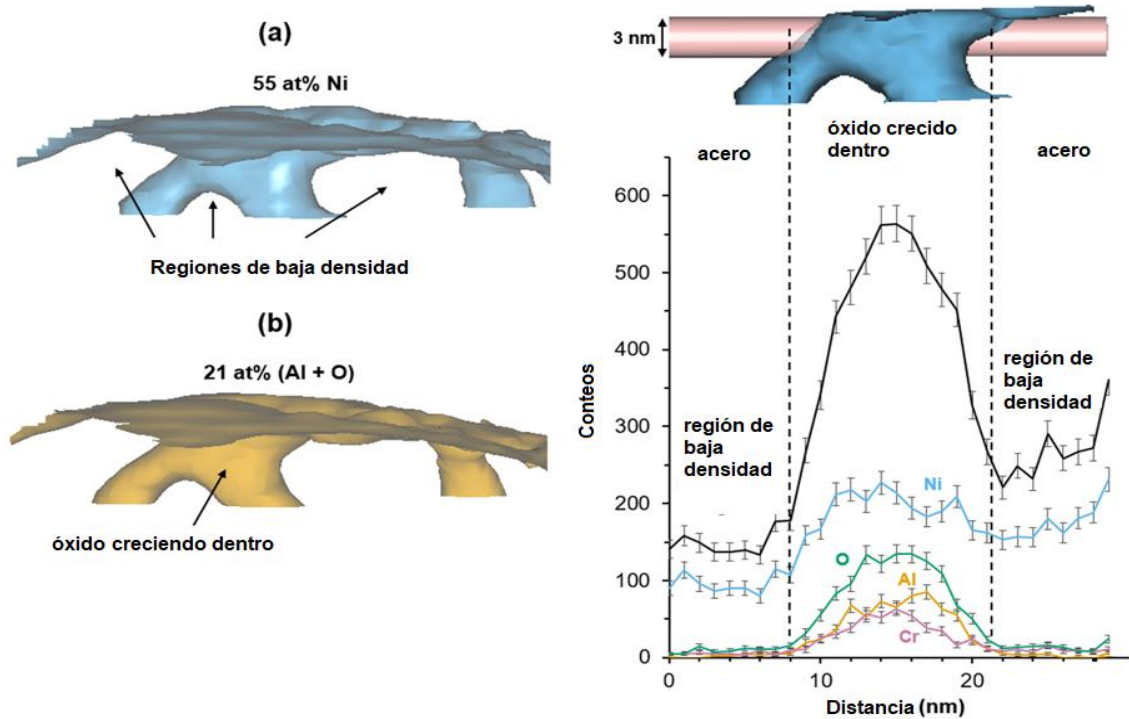 (a)
55 at% Ni
Regiones de baja densidad
(b)
21 at% (Al + O)
óxido creciendo dentro
3 nm
acero
óxido crecido
dentro
acero
600
500
400
300
200
100
0
Conteos
región de
baja
densidad
región de
baja
densidad
Ni
O
Al
Cr
0
10
20
Distancia (nm)